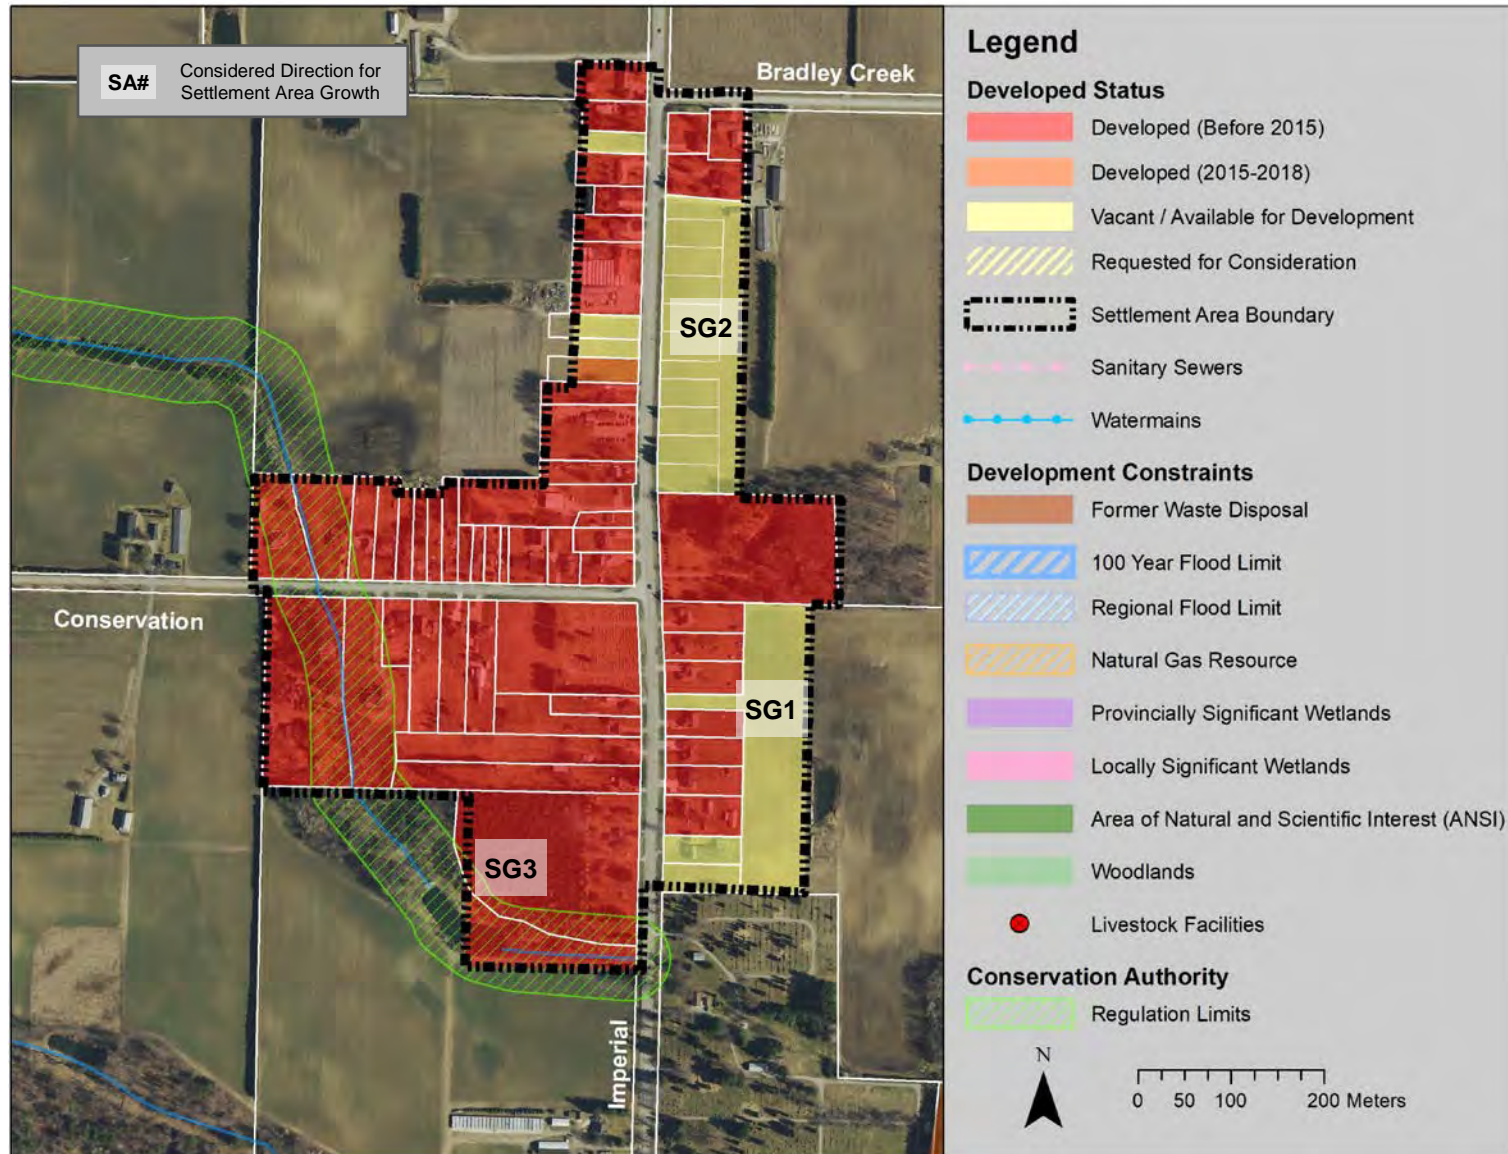 SA#
Considered Direction for
Settlement Area Growth
Bradley Creek
SG2
Conservation
SG1
SG3
Imperial
Legend
Developed Status
Developed (Before 2015)
Developed (2015-2018)
Vacant / Available for Development
Requested for Consideration
Settlement Area Boundary
Sanitary Sewers
Watermains
Development Constraints
Former Waste Disposal
100 Year Flood Limit
Regional Flood Limit
Natural Gas Resource
Provincially Significant Wetlands
Locally Significant Wetlands
Area of Natural and Scientific Interest (ANSI)
Woodlands
Livestock Facilities
Conservation Authority
Regulation Limits
N
0 50 100 200 Meters